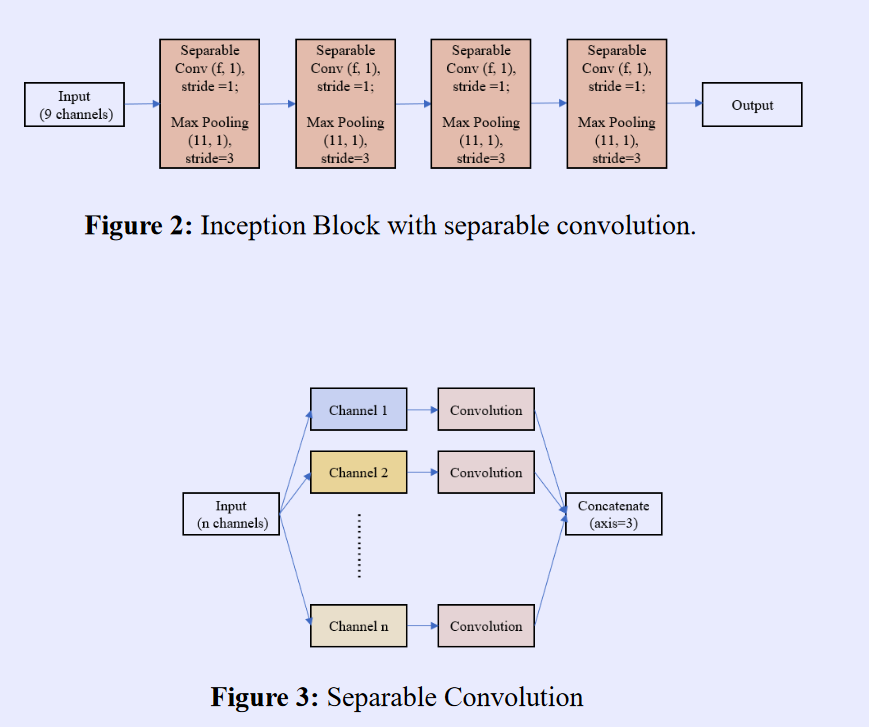 Input
(9 channels)
Separable
Conv (f, 1),
stride =1;
Max Pooling
(11, 1),
stride=3
Separable
Conv (f, 1),
stride =1;
Max Pooling
(11, 1),
stride=3
Separable
Conv (f, 1),
stride =1;
Max Pooling
(11, 1),
stride=3
Separable
Conv (f, 1),
stride =1;
Max Pooling
(11, 1),
stride=3
Output
Figure 2: Inception Block with separable convolution.
Input
(n channels)
Channel 1
Convolution
Channel 2
Convolution
Channel n
Convolution
Concatenate
(axis=3)
Figure 3: Separable Convolution